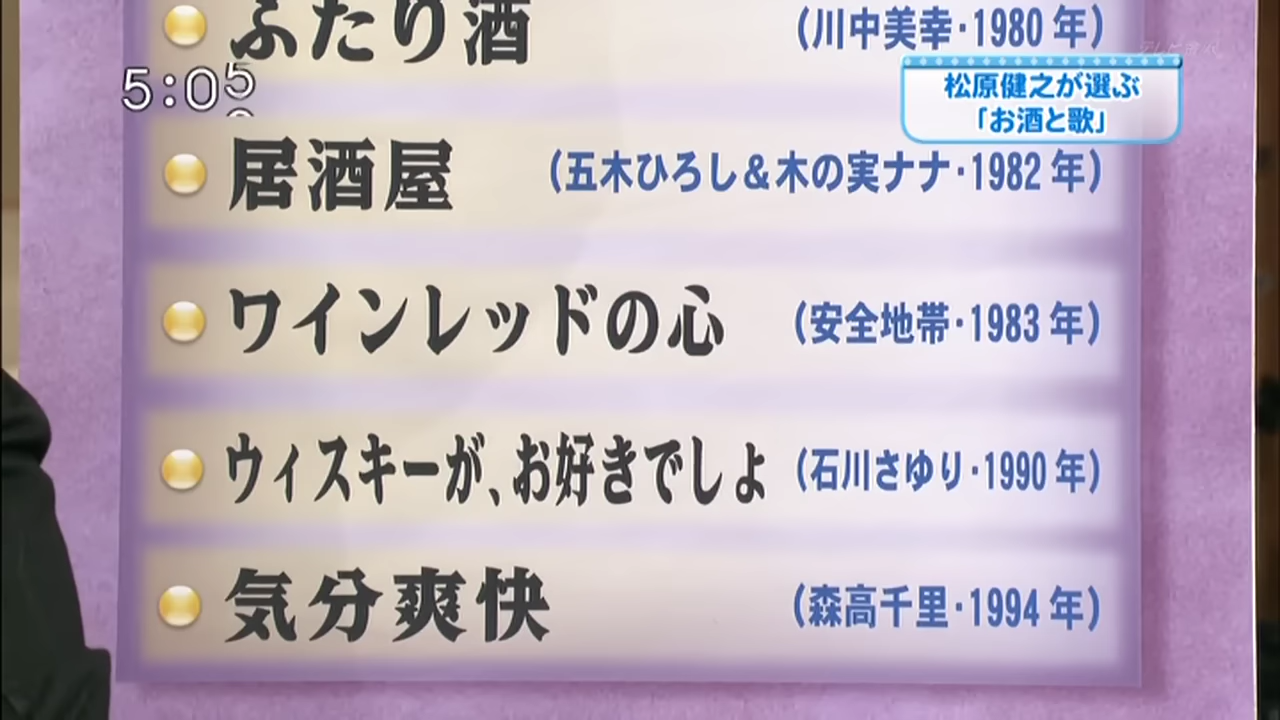 ふたり酒 (川中美幸・1980年)
5:05
松原健之が選ぶ
「お酒と歌」
居酒屋 (五木ひろし&木の実ナナ・1982年)
ワインレッドの心 (安全地帯・1983年)
ウィスキーが、お好きでしょ (石川さゆり・1990年)
気分爽快 (森高千里・1994年)